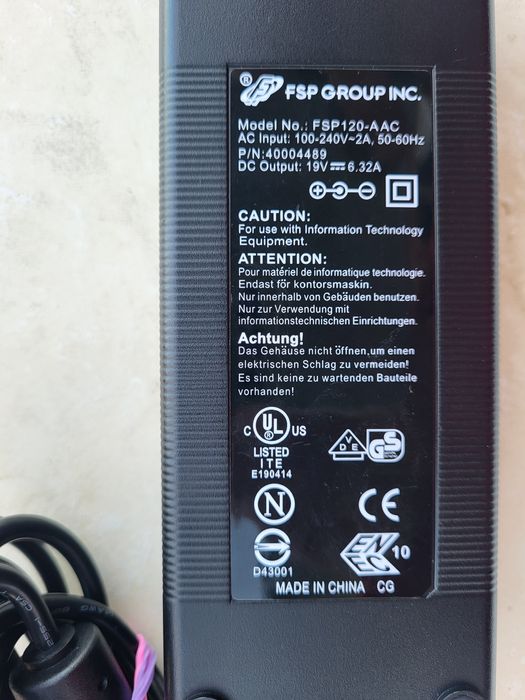 ® FSP GROUP INC.
Model No.: FSP120-AAC
AC Input: 100-240V~2A, 50-60Hz
P/N:40004489
DC Output: 19V⎓6.32A
CAUTION:
For use with Information Technology
Equipment.
ATTENTION:
Pour matériel de informatique technologie.
Endast för kontorsmaskin.
Nur innerhalb von Gebäuden benutzen.
Nur zur Verwendung mit
informationstechnischen Einrichtungen.
Achtung!
Das Gehäuse nicht öffnen,um einen
elektrischen Schlag zu vermeiden!
Es sind keine zu wartenden Bauteile
vorhanden!
C UL ® US
LISTED
ITE
E190414
VDE GS
N
CE
D43001
10
MADE IN CHINA CG